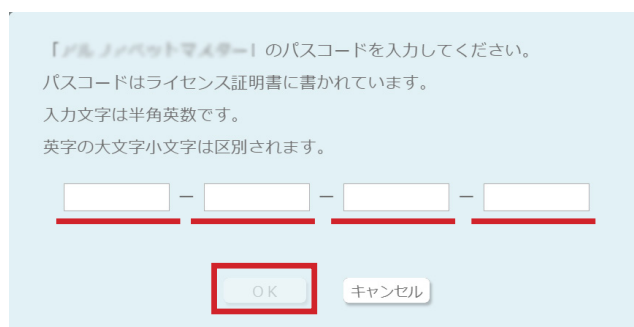 「 」のパスコードを入力してください。
パスコードはライセンス証明書に書かれています。
入力文字は半角英数です。
英字の大文字小文字は区別されます。
－ － －
OK キャンセル